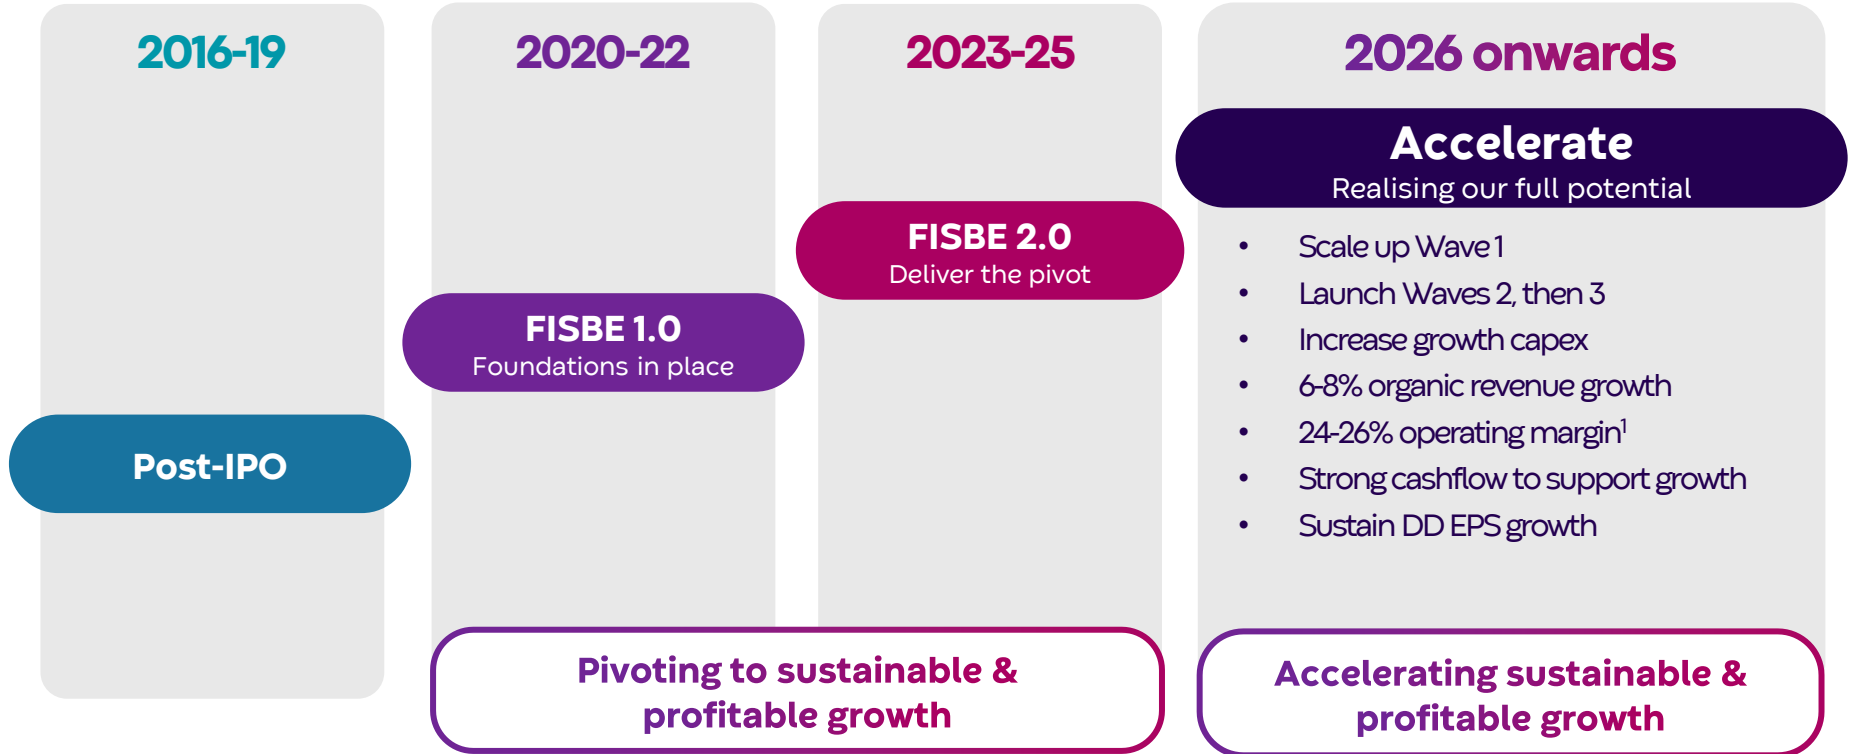 2016-19
Post-IPO
2020-22
FISBE 1.0
Foundations in place
2023-25
FISBE 2.0
Deliver the pivot
Pivoting to sustainable &
profitable growth
2026 onwards
Accelerate
Realising our full potential
• Scale up Wave 1
• Launch Waves 2, then 3
• Increase growth capex
• 6-8% organic revenue growth
• 24-26% operating margin¹
• Strong cashflow to support growth
• Sustain DD EPS growth
Accelerating sustainable &
profitable growth